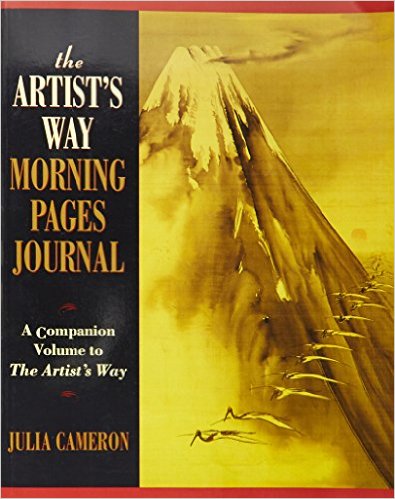 the
ARTIST'S
WAY
MORNING
PAGES
JOURNAL
A Companion
Volume to
The Artist's Way
JULIA CAMERON